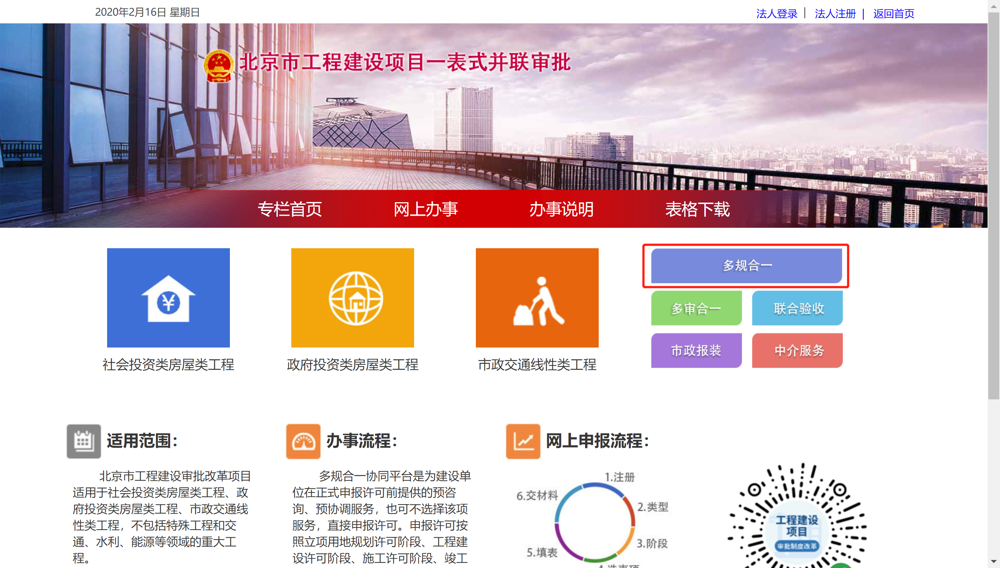 2020年2月16日 星期日
法人登录 | 法人注册 | 返回首页
北京市工程建设项目一表式并联审批
专栏首页 网上办事 办事说明 表格下载
多规合一
多审合一 联合验收
市政报装 中介服务
社会投资类房屋类工程 政府投资类房屋类工程 市政交通线性类工程
适用范围：
北京市工程建设审批改革项目
适用于社会投资类房屋类工程、政
府投资类房屋类工程、市政交通线
性类工程，不包括特殊工程和交
通、水利、能源等领域的重大工
程。
办事流程：
多规合一协同平台是为建设单
位在正式申报许可前提供的预咨
询、预协调服务，也可不选择该项
服务，直接申报许可。申报许可按
照立项用地规划许可阶段、工程建
设许可阶段、施工许可阶段、竣工
网上申报流程：
1.注册
2.类型
3.阶段
5.填表
6.交材料
工程建设
项目
审批制度改革